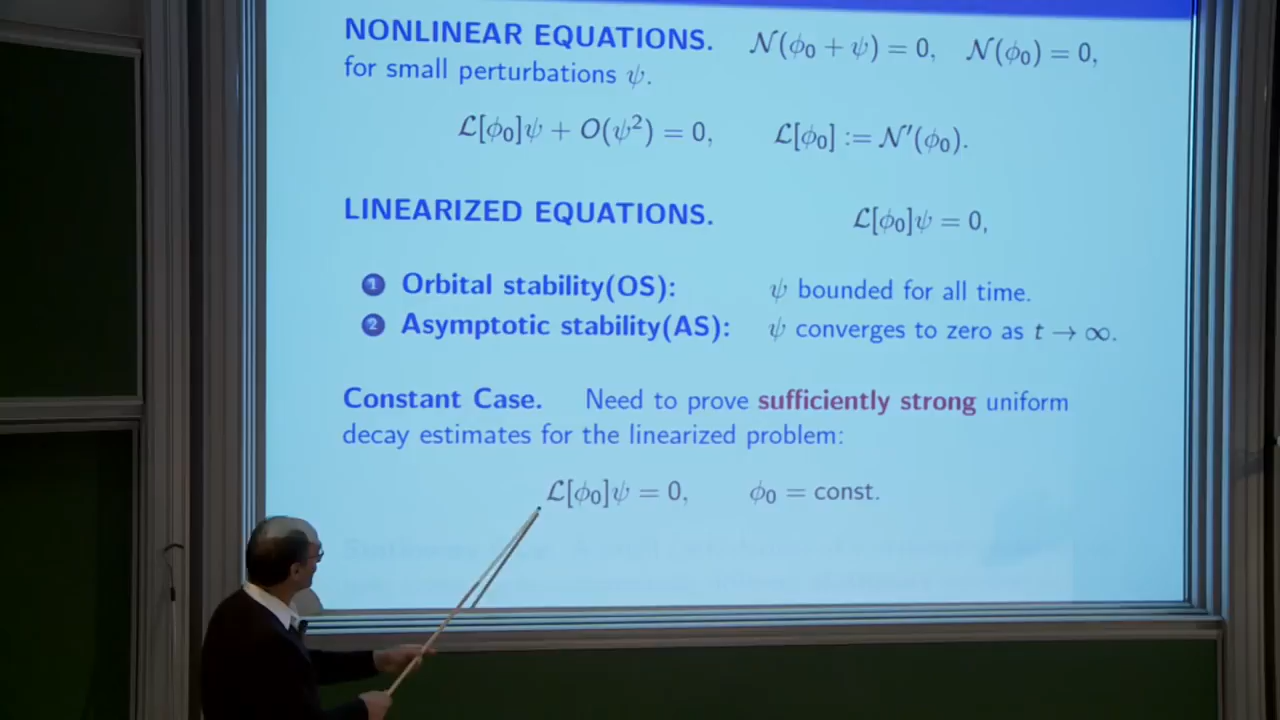 NONLINEAR EQUATIONS. 𝒩(ϕ₀ + ψ) = 0, 𝒩(ϕ₀) = 0,
for small perturbations ψ.
ℒ[ϕ₀]ψ + O(ψ²) = 0, ℒ[ϕ₀] := 𝒩′(ϕ₀).
LINEARIZED EQUATIONS. ℒ[ϕ₀]ψ = 0,
1 Orbital stability(OS): ψ bounded for all time.
2 Asymptotic stability(AS): ψ converges to zero as t → ∞.
Constant Case. Need to prove sufficiently strong uniform
decay estimates for the linearized problem:
ℒ[ϕ₀]ψ = 0, ϕ₀ = const.